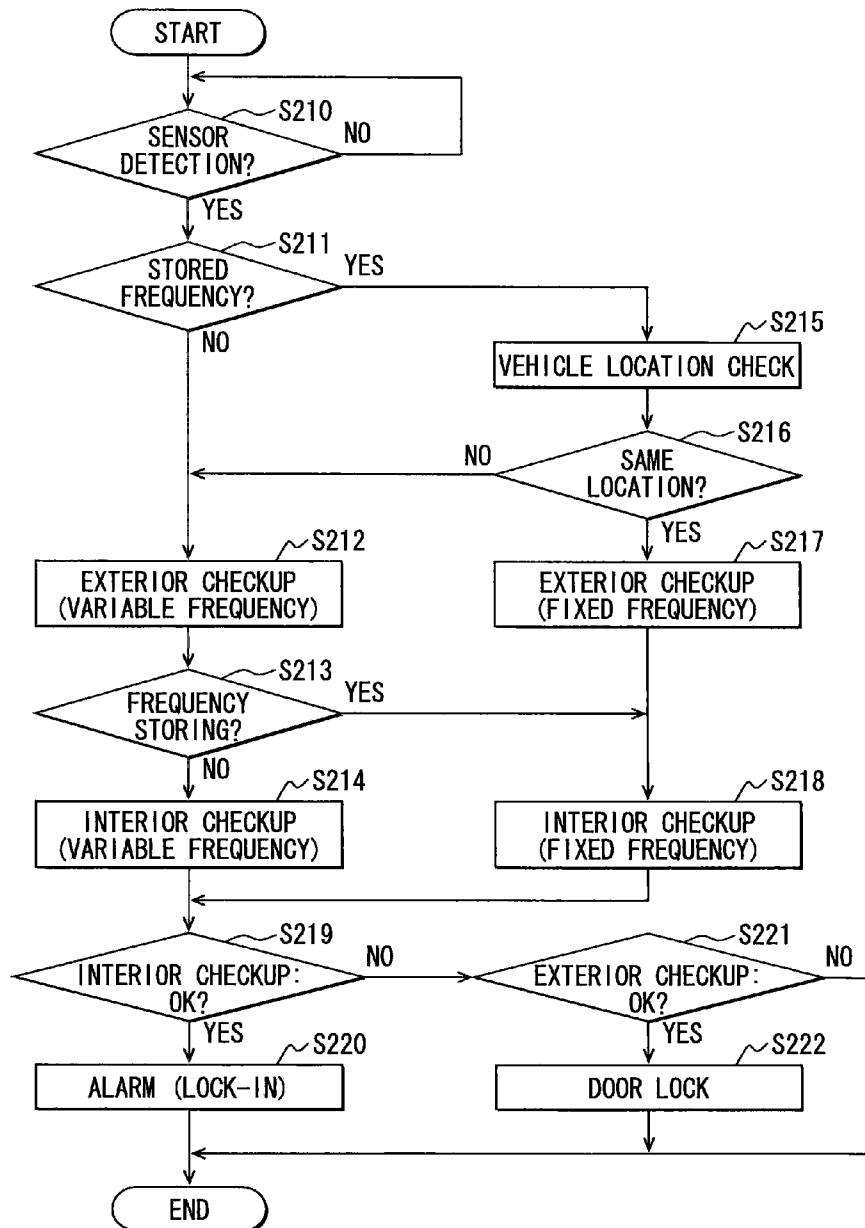 START
S210
SENSOR
DETECTION?
NO
YES
S211
STORED
FREQUENCY?
YES
NO
S215
VEHICLE LOCATION CHECK
S216
SAME
LOCATION?
NO
YES
S212
EXTERIOR CHECKUP
(VARIABLE FREQUENCY)
S217
EXTERIOR CHECKUP
(FIXED FREQUENCY)
S213
FREQUENCY
STORING?
YES
NO
S214
INTERIOR CHECKUP
(VARIABLE FREQUENCY)
S218
INTERIOR CHECKUP
(FIXED FREQUENCY)
S219
INTERIOR CHECKUP:
OK?
NO
YES
S221
EXTERIOR CHECKUP:
OK?
NO
YES
S220
ALARM (LOCK-IN)
S222
DOOR LOCK
END